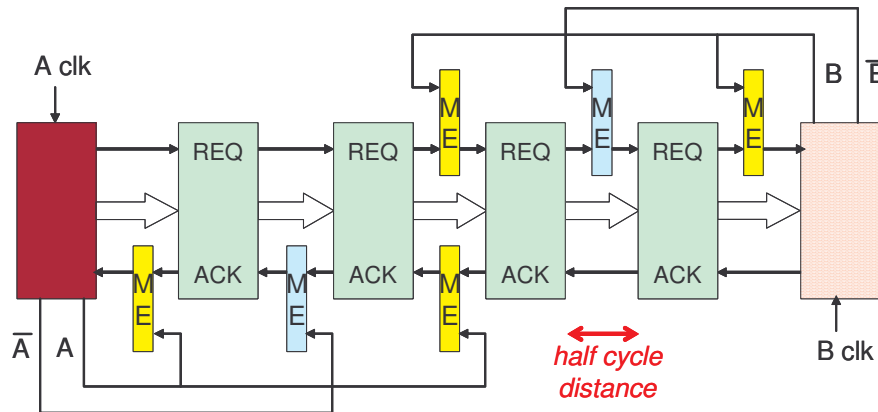 A clk
B
B̅
M E
M E
M E
REQ
REQ
REQ
REQ
ACK
ACK
ACK
ACK
M E
M E
M E
A̅
A
half cycle
distance
B clk